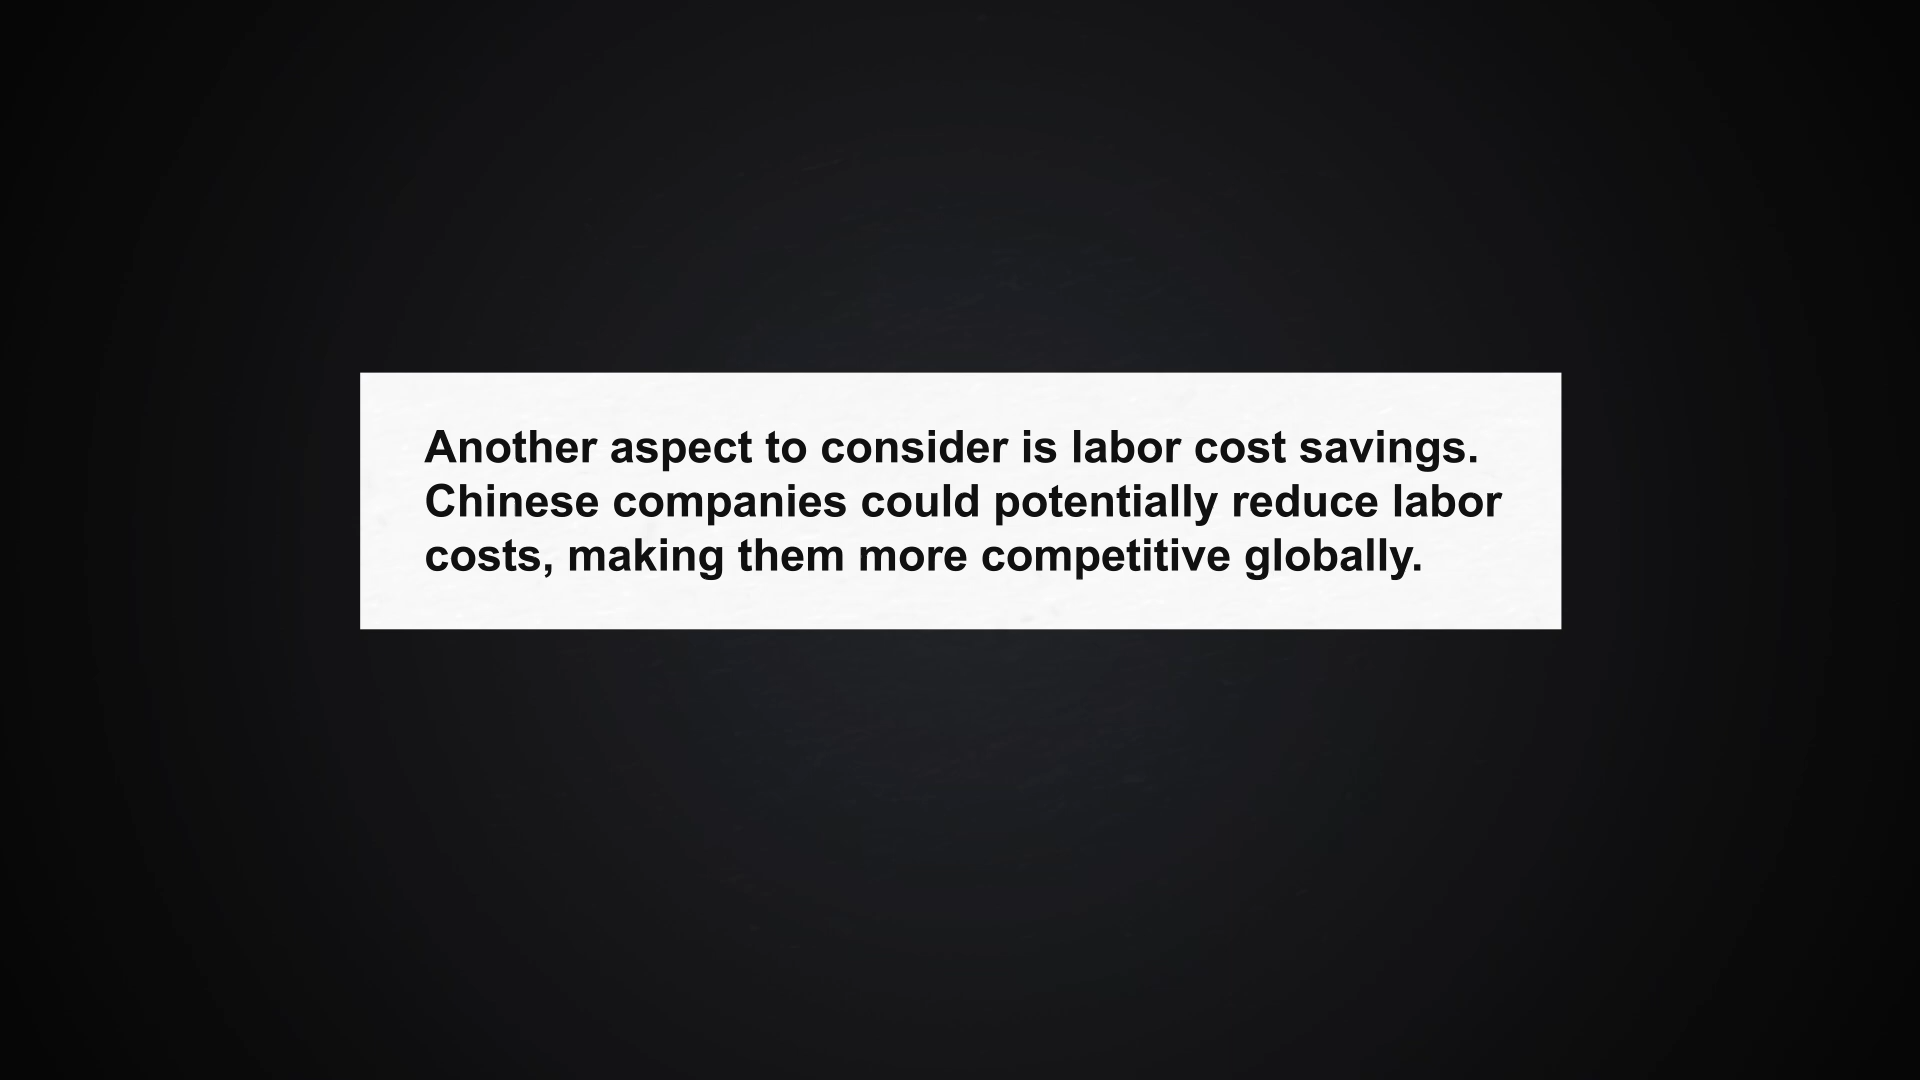 Another aspect to consider is labor cost savings.
Chinese companies could potentially reduce labor
costs, making them more competitive globally.